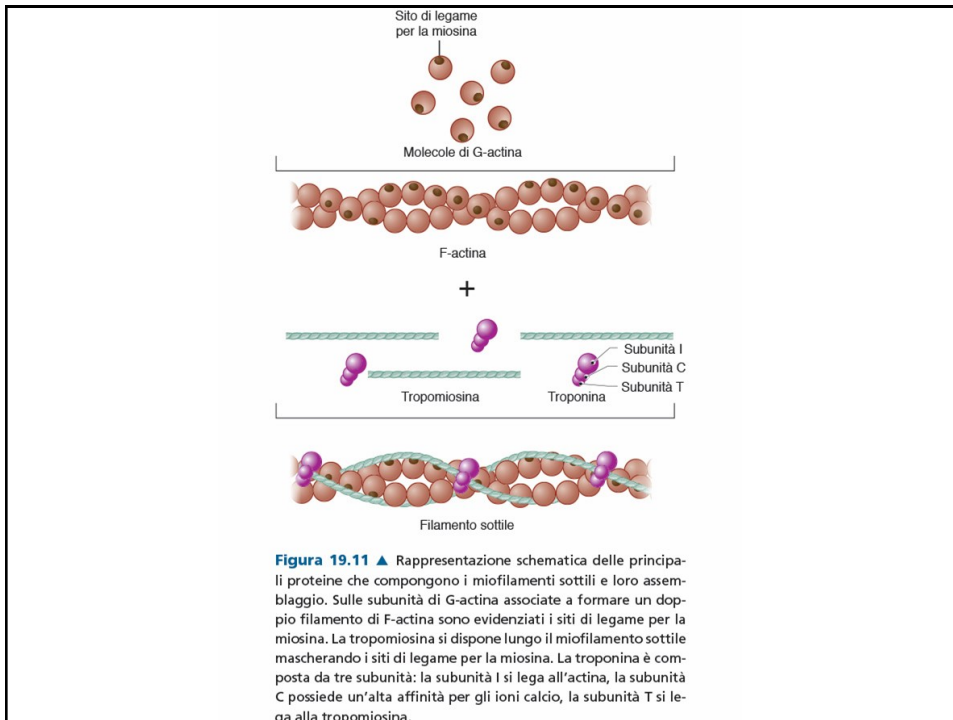 Sito di legame
per la miosina
Molecole di G-actina
F-actina
+
Subunità I
Subunità C
Subunità T
Tropomiosina
Troponina
Filamento sottile
Figura 19.11 ▲ Rappresentazione schematica delle principa-
li proteine che compongono i miofilamenti sottili e loro assem-
blaggio. Sulle subunità di G-actina associate a formare un dop-
pio filamento di F-actina sono evidenziati i siti di legame per la
miosina. La tropomiosina si dispone lungo il miofilamento sottile
mascherando i siti di legame per la miosina. La troponina è com-
posta da tre subunità: la subunità I si lega all'actina, la subunità
C possiede un'alta affinità per gli ioni calcio, la subunità T si le-
ga alla tropomiosina.